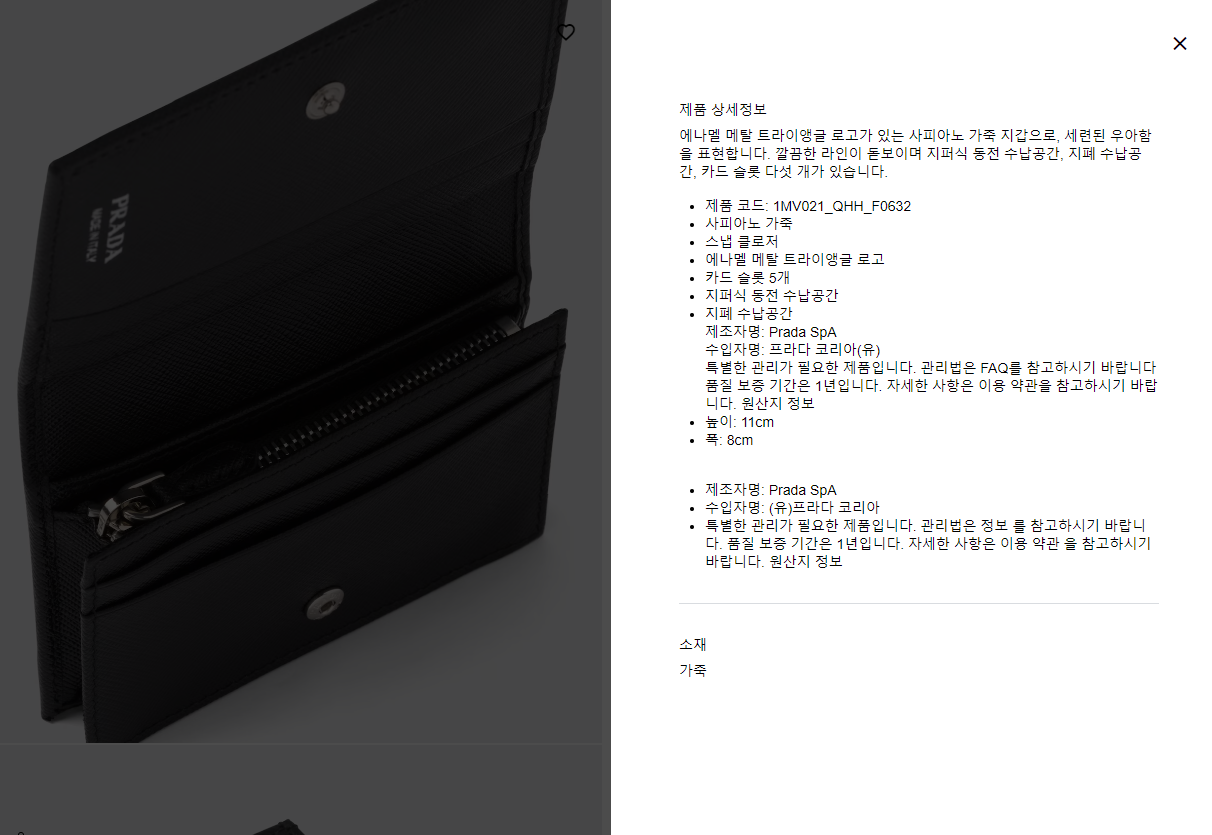 PRADA
MADE IN ITALY
제품 상세정보
에나멜 메탈 트라이앵글 로고가 있는 사피아노 가죽 지갑으로, 세련된 우아함
을 표현합니다. 깔끔한 라인이 돋보이며 지퍼식 동전 수납공간, 지폐 수납공
간, 카드 슬롯 다섯 개가 있습니다.
제품 코드: 1MV021_QHH_F0632
사피아노 가죽
스냅 클로저
에나멜 메탈 트라이앵글 로고
카드 슬롯 5개
지퍼식 동전 수납공간
지폐 수납공간
제조자명: Prada SpA
수입자명: 프라다 코리아(유)
특별한 관리가 필요한 제품입니다. 관리법은 FAQ를 참고하시기 바랍니다
품질 보증 기간은 1년입니다. 자세한 사항은 이용 약관을 참고하시기 바랍
니다. 원산지 정보
높이: 11cm
폭: 8cm
제조자명: Prada SpA
수입자명: (유)프라다 코리아
특별한 관리가 필요한 제품입니다. 관리법은 정보 를 참고하시기 바랍니
다. 품질 보증 기간은 1년입니다. 자세한 사항은 이용 약관 을 참고하시기
바랍니다. 원산지 정보
소재
가죽